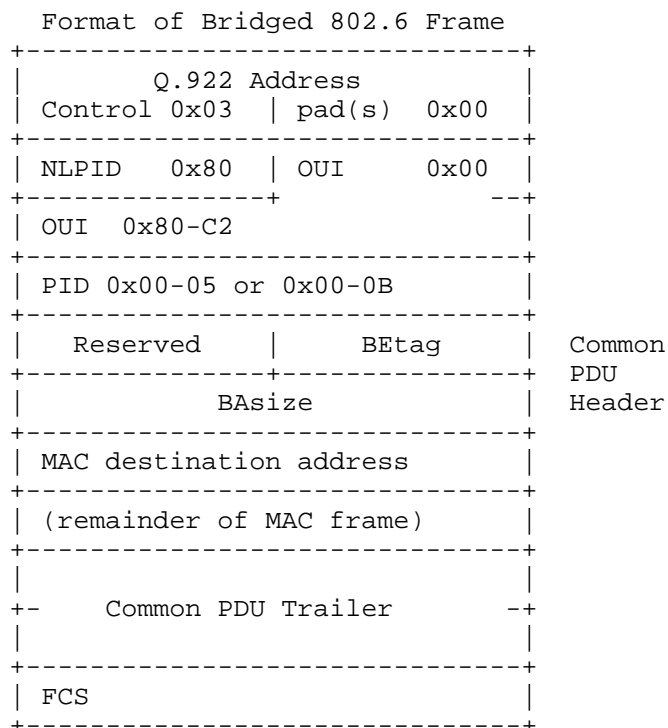 Format of Bridged 802.6 Frame
+-------------------------------+
|        Q.922 Address          |
| Control 0x03  | pad(s)  0x00  |
+-------------------------------+
| NLPID   0x80  | OUI     0x00  |
+---------------+             --+
| OUI  0x80-C2                  |
+-------------------------------+
| PID 0x00-05 or 0x00-0B        |
+-------------------------------+
|   Reserved    |     BEtag     |  Common
+---------------+---------------+  PDU
|            BAsize             |  Header
+-------------------------------+
| MAC destination address       |
+-------------------------------+
| (remainder of MAC frame)      |
+-------------------------------+
|                               |
+-    Common PDU Trailer       -+
|                               |
+-------------------------------+
| FCS                           |
+-------------------------------+